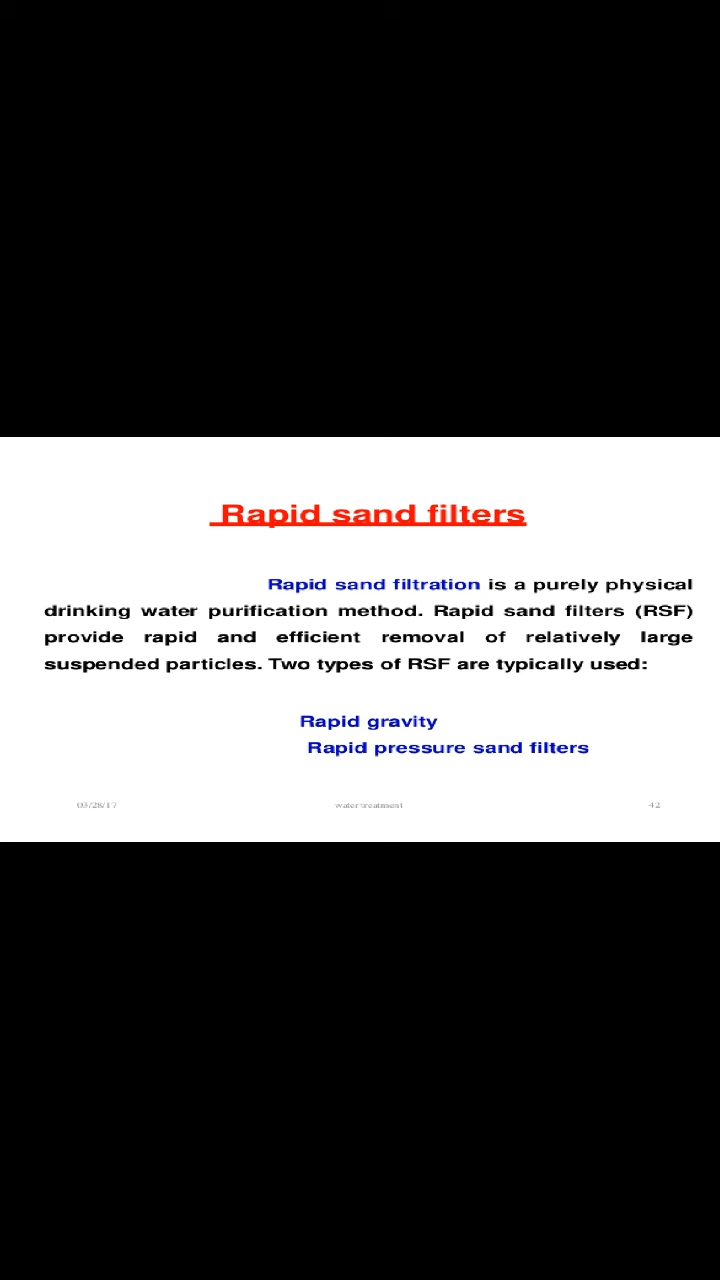 Rapid sand filters
Rapid sand filtration is a purely physical
drinking water purification method. Rapid sand filters (RSF)
provide rapid and efficient removal of relatively large
suspended particles. Two types of RSF are typically used:
Rapid gravity
Rapid pressure sand filters
03/28/17 water treatment 42